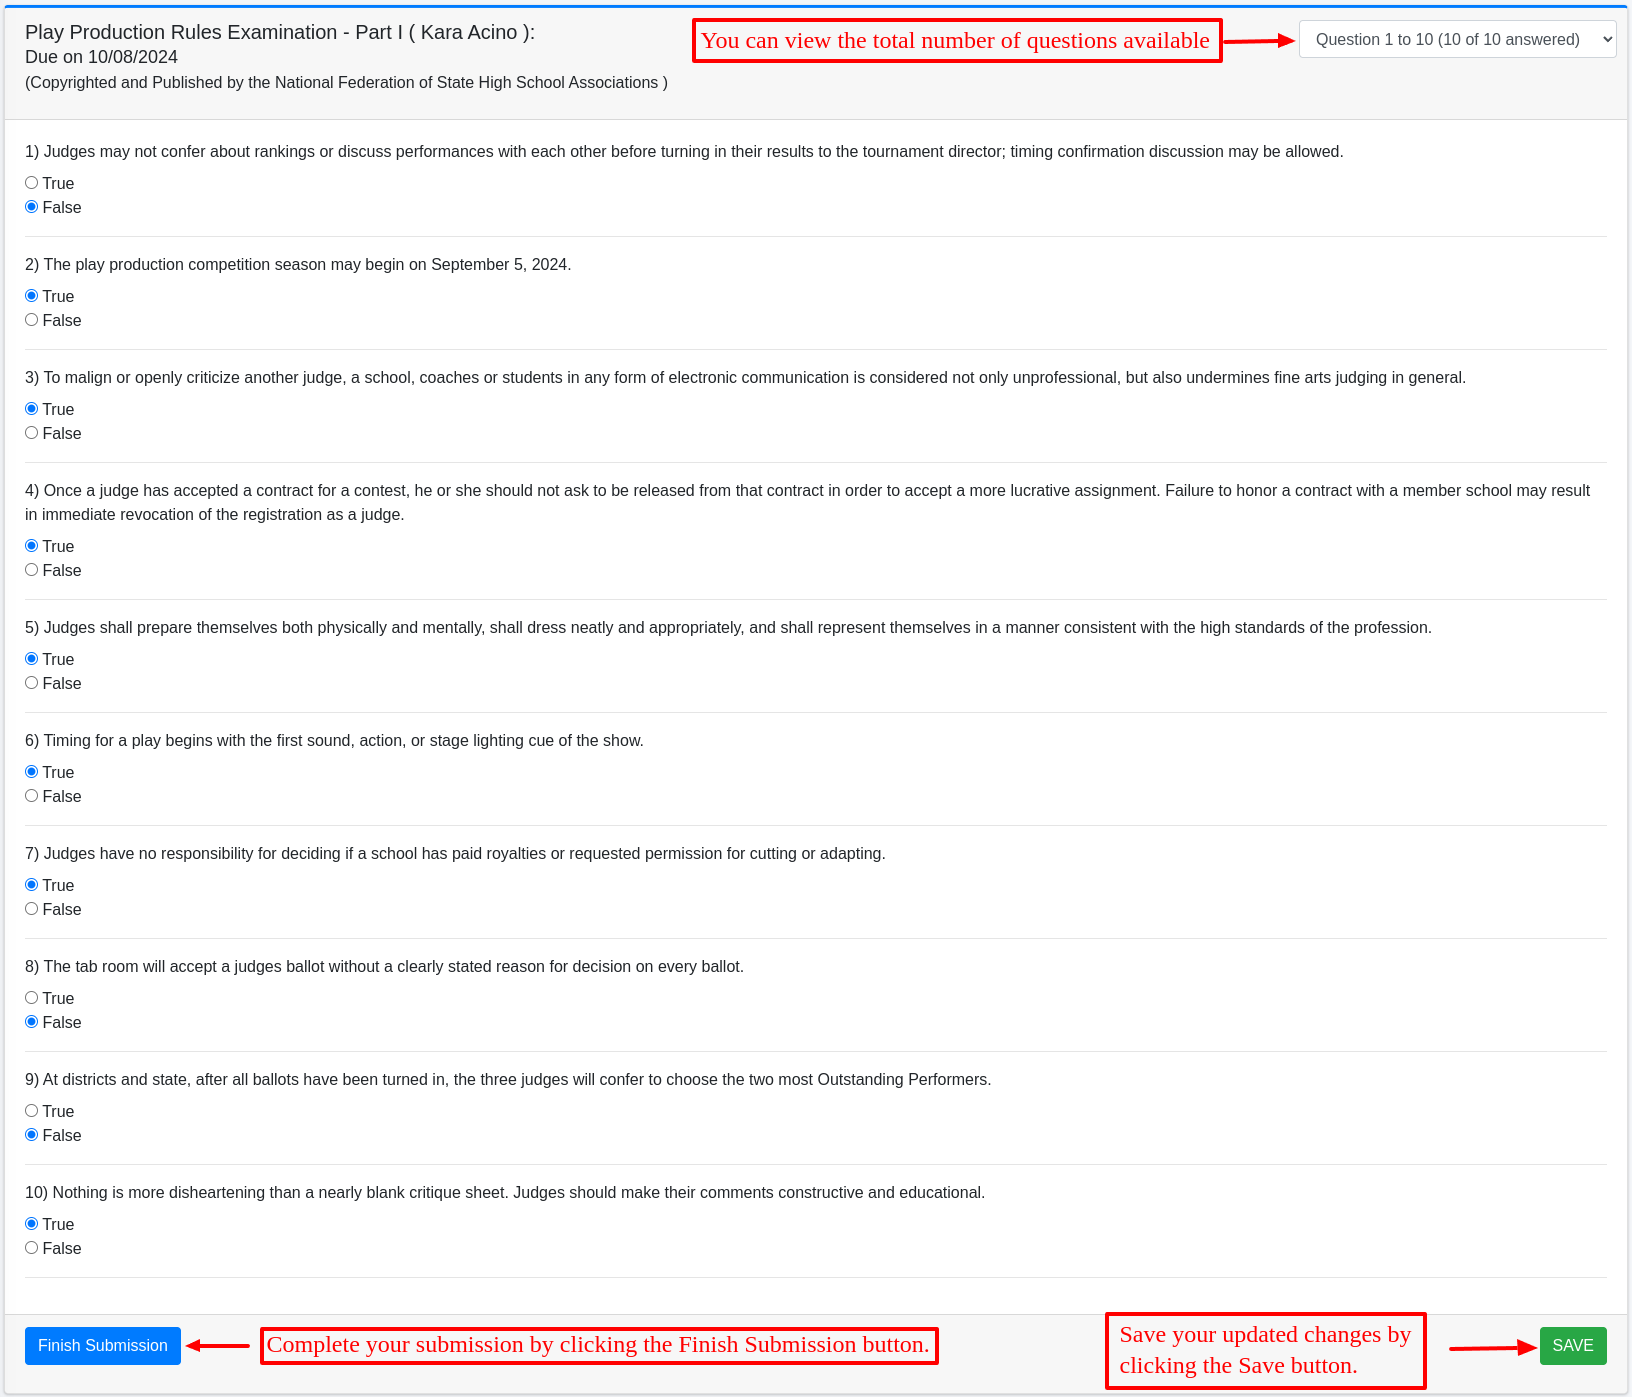 Play Production Rules Examination - Part I ( Kara Acino ):
You can view the total number of questions available
Question 1 to 10 (10 of 10 answered)
Due on 10/08/2024
(Copyrighted and Published by the National Federation of State High School Associations )
1) Judges may not confer about rankings or discuss performances with each other before turning in their results to the tournament director; timing confirmation discussion may be allowed.
True
False
2) The play production competition season may begin on September 5, 2024.
True
False
3) To malign or openly criticize another judge, a school, coaches or students in any form of electronic communication is considered not only unprofessional, but also undermines fine arts judging in general.
True
False
4) Once a judge has accepted a contract for a contest, he or she should not ask to be released from that contract in order to accept a more lucrative assignment. Failure to honor a contract with a member school may result
in immediate revocation of the registration as a judge.
True
False
5) Judges shall prepare themselves both physically and mentally, shall dress neatly and appropriately, and shall represent themselves in a manner consistent with the high standards of the profession.
True
False
6) Timing for a play begins with the first sound, action, or stage lighting cue of the show.
True
False
7) Judges have no responsibility for deciding if a school has paid royalties or requested permission for cutting or adapting.
True
False
8) The tab room will accept a judges ballot without a clearly stated reason for decision on every ballot.
True
False
9) At districts and state, after all ballots have been turned in, the three judges will confer to choose the two most Outstanding Performers.
True
False
10) Nothing is more disheartening than a nearly blank critique sheet. Judges should make their comments constructive and educational.
True
False
Finish Submission
Complete your submission by clicking the Finish Submission button.
Save your updated changes by
clicking the Save button.
SAVE